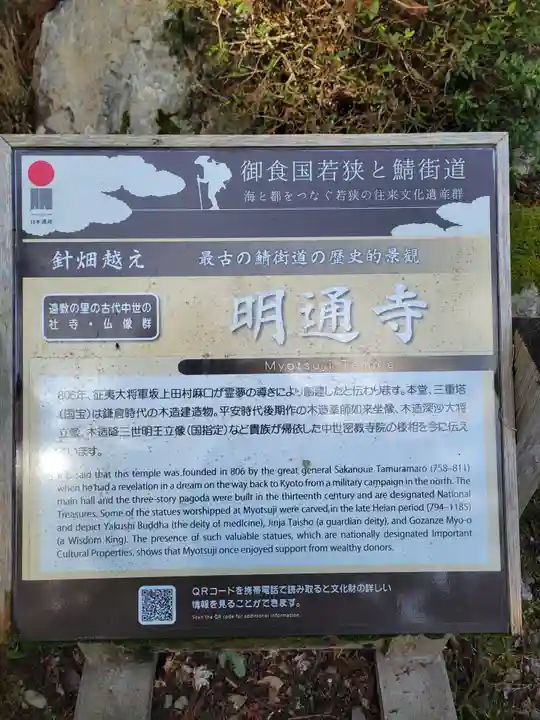 御食国若狭と鯖街道
海と都をつなぐ若狭の往来文化遺産群
日本遺産
針畑越え
最古の鯖街道の歴史的景観
遠敷の里の古代中世の
社寺・仏像群
明通寺
Myotsuji Temple
806年、征夷大将軍坂上田村麻呂が霊夢の導きにより創建したと伝わります。本堂、三重塔
(国宝)は鎌倉時代の木造建造物。平安時代後期作の木造薬師如来坐像、木造深沙大将
立像、木造降三世明王立像(国指定)など貴族が帰依した中世密教寺院の様相を今に伝え
ています。
It is said that this temple was founded in 806 by the great general Sakanoue Tamuramaro (758–811)
when he had a revelation in a dream on the way back to Kyoto from a military campaign in the north. The
main hall and the three-story pagoda were built in the thirteenth century and are designated National
Treasures. Some of the statues worshipped at Myotsuji were carved in the late Heian period (794–1185)
and depict Yakushi Buddha (the deity of medicine), Jinja Taisho (a guardian deity), and Gozanze Myo-o
(a Wisdom King). The presence of such valuable statues, which are nationally designated Important
Cultural Properties, shows that Myotsuji once enjoyed support from wealthy donors.
QRコードを携帯電話で読み取ると文化財の詳しい
情報を見ることができます。
Scan the QR code for additional information.